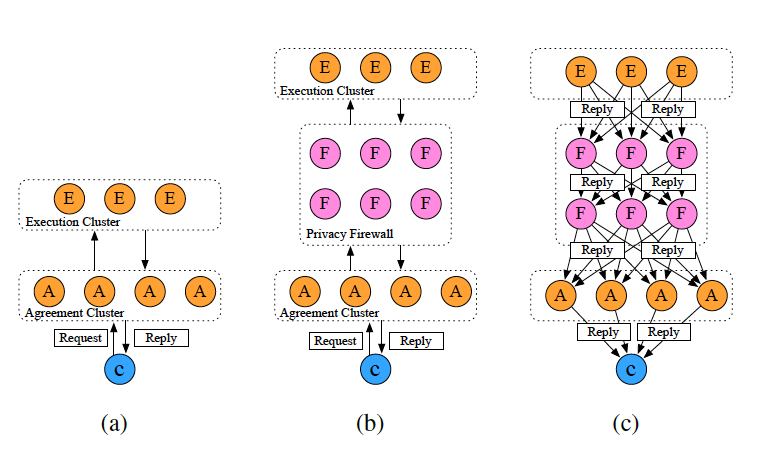 E E E
Execution Cluster
A A A A
Agreement Cluster
Request Reply
c
(a)
E E E
Execution Cluster
F F F
F F F
Privacy Firewall
A A A A
Agreement Cluster
Request Reply
c
(b)
E E E
Reply Reply
F F F
Reply Reply
F F F
Reply Reply
A A A A
Reply Reply
c
(c)